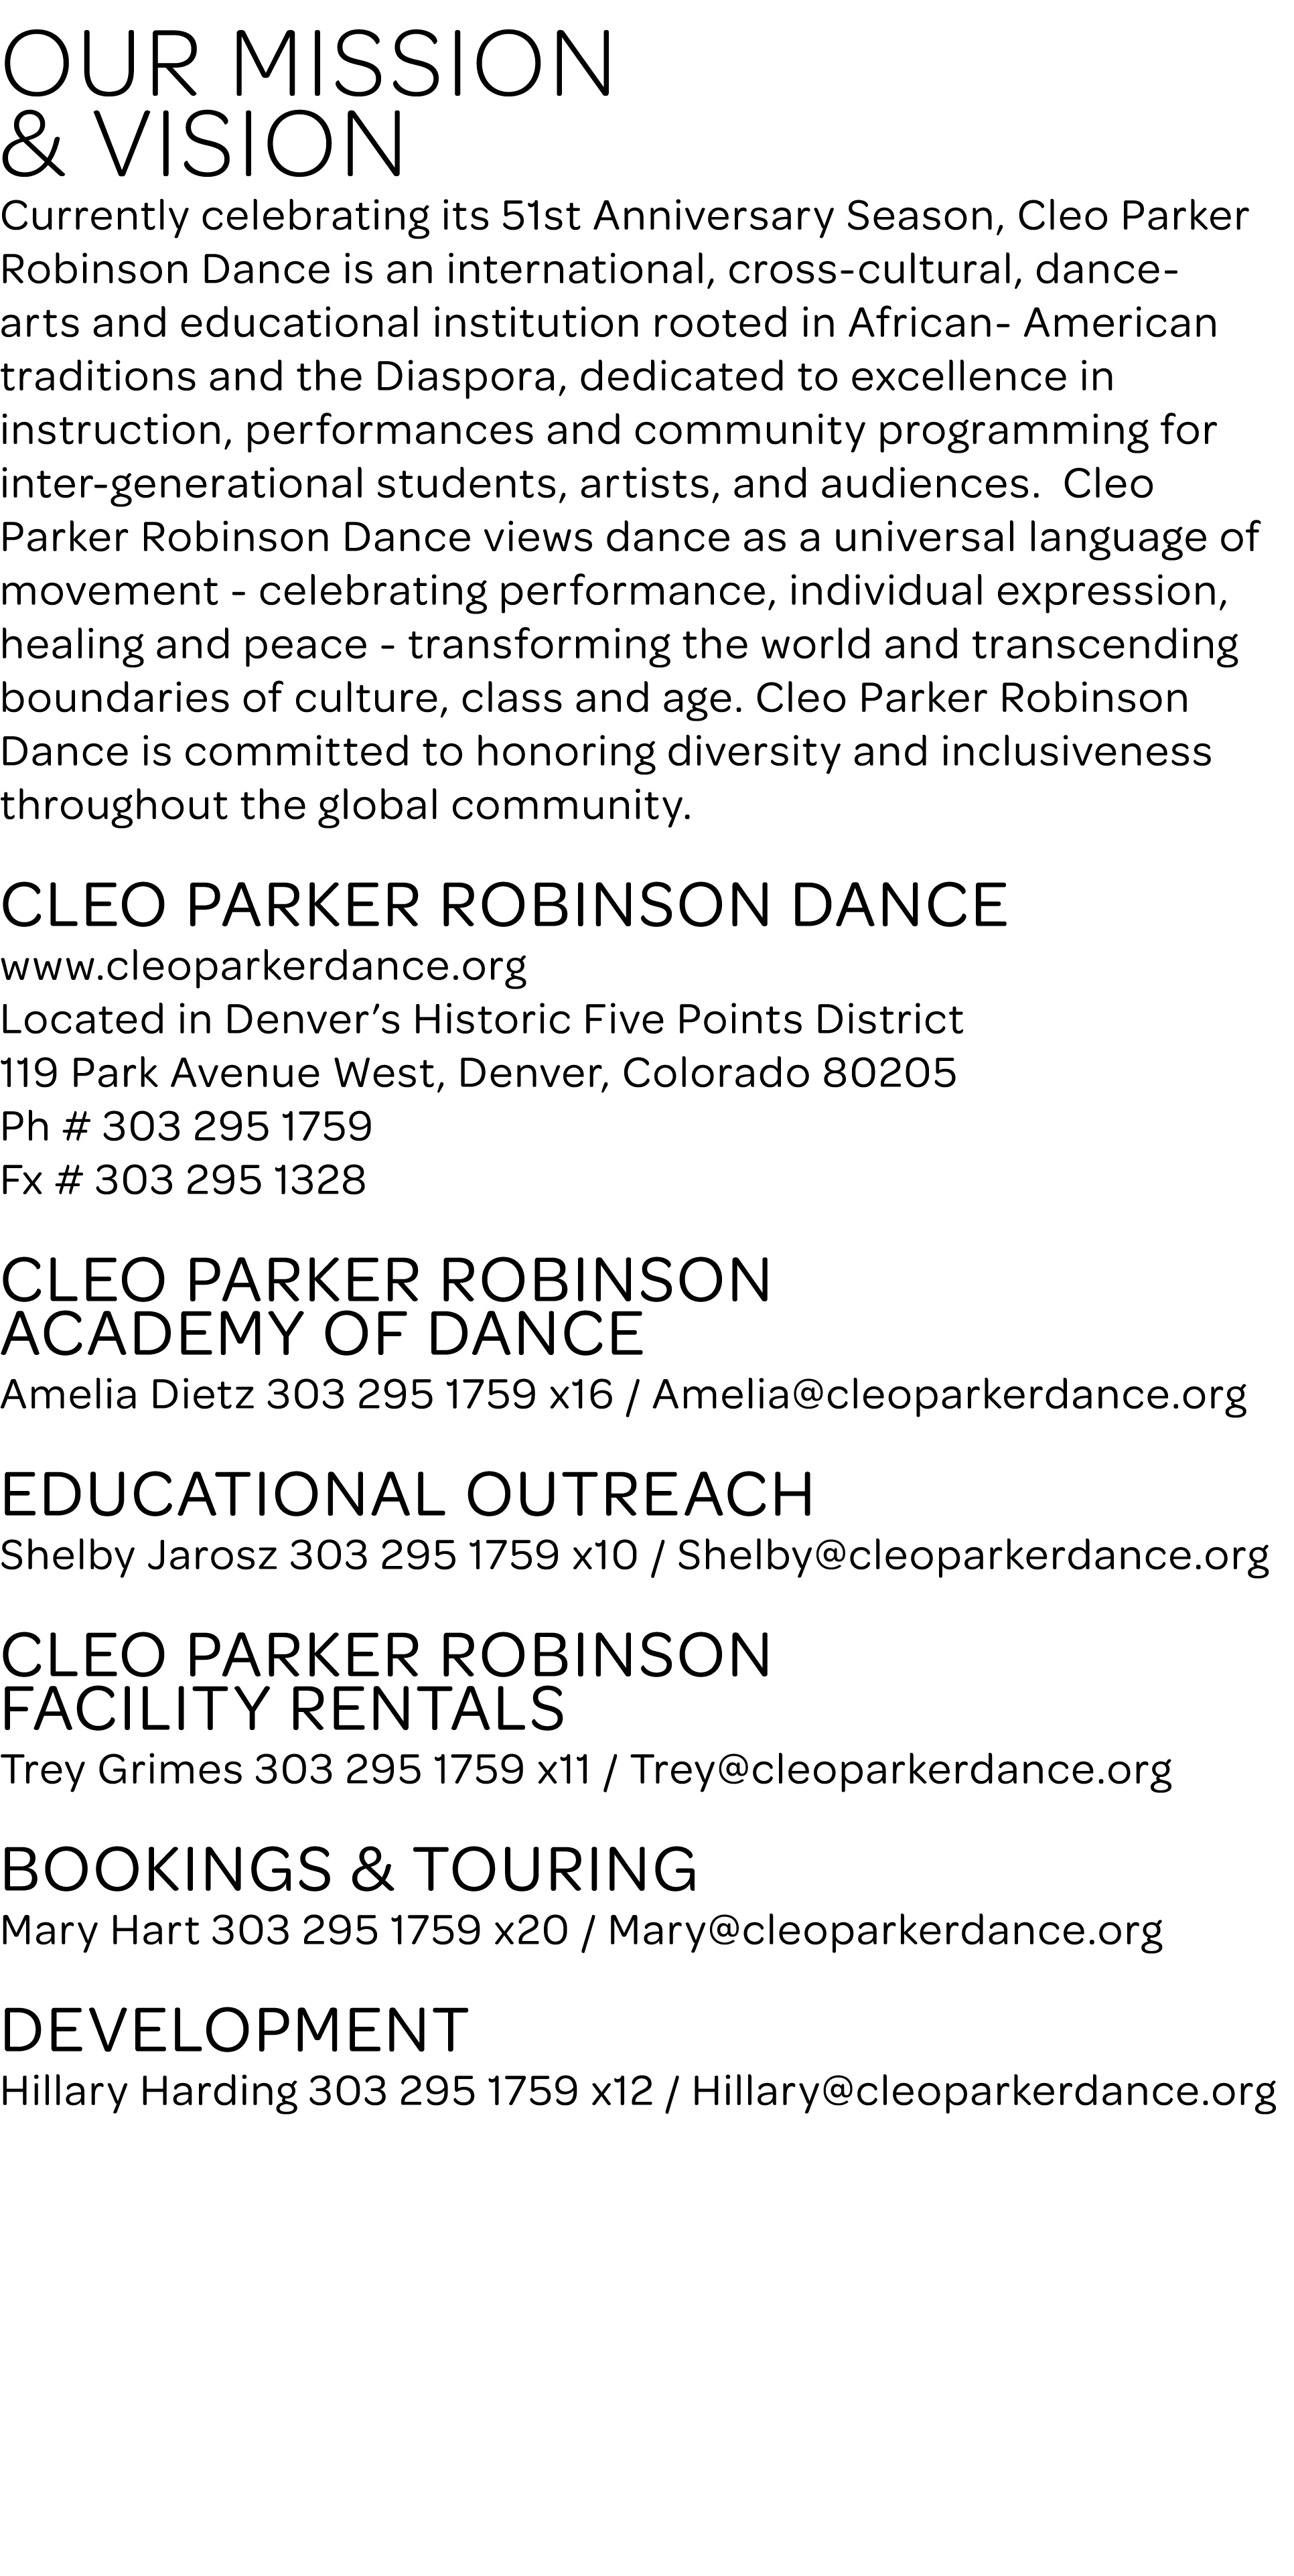 OUR MISSION
& VISION
Currently celebrating its 51st Anniversary Season, Cleo Parker
Robinson Dance is an international, cross-cultural, dance-
arts and educational institution rooted in African- American
traditions and the Diaspora, dedicated to excellence in
instruction, performances and community programming for
inter-generational students, artists, and audiences.  Cleo
Parker Robinson Dance views dance as a universal language of
movement - celebrating performance, individual expression,
healing and peace - transforming the world and transcending
boundaries of culture, class and age. Cleo Parker Robinson
Dance is committed to honoring diversity and inclusiveness
throughout the global community.
CLEO PARKER ROBINSON DANCE
www.cleoparkerdance.org
Located in Denver’s Historic Five Points District
119 Park Avenue West, Denver, Colorado 80205
Ph # 303 295 1759
Fx # 303 295 1328
CLEO PARKER ROBINSON
ACADEMY OF DANCE
Amelia Dietz 303 295 1759 x16 / Amelia@cleoparkerdance.org
EDUCATIONAL OUTREACH
Shelby Jarosz 303 295 1759 x10 / Shelby@cleoparkerdance.org
CLEO PARKER ROBINSON
FACILITY RENTALS
Trey Grimes 303 295 1759 x11 / Trey@cleoparkerdance.org
BOOKINGS & TOURING
Mary Hart 303 295 1759 x20 / Mary@cleoparkerdance.org
DEVELOPMENT
Hillary Harding 303 295 1759 x12 / Hillary@cleoparkerdance.org